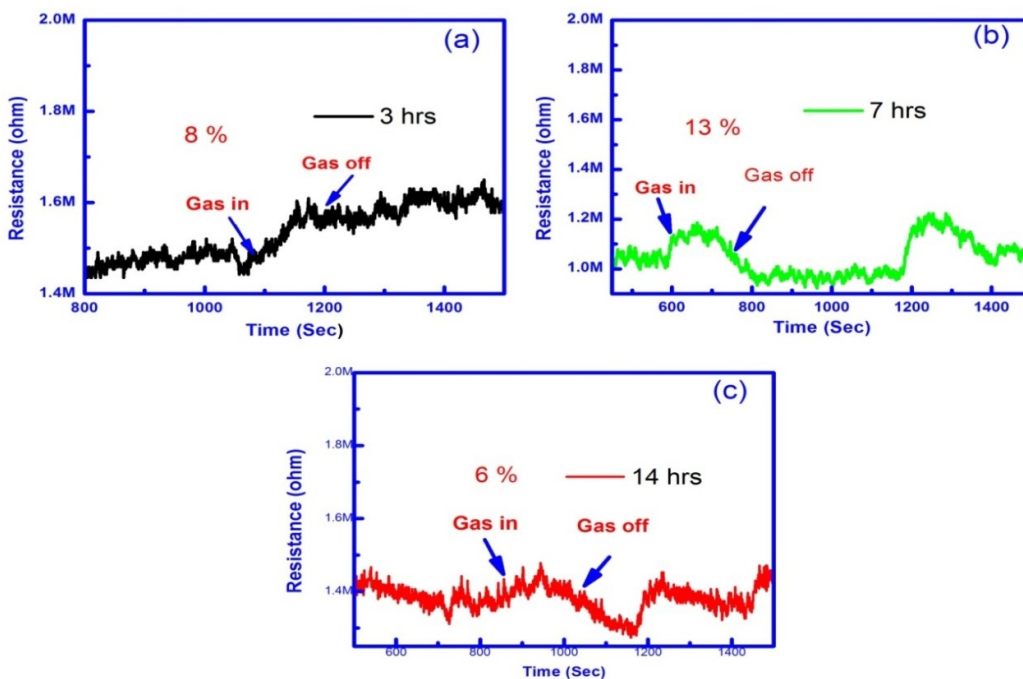 (a)
2.0M
1.8M
1.6M
1.4M
Resistance (ohm)
3 hrs
8 %
Gas off
Gas in
800
1000
1200
1400
Time (Sec)
(b)
2.0M
1.8M
1.6M
1.4M
1.2M
1.0M
Resistance (ohm)
7 hrs
13 %
Gas in
Gas off
600
800
1000
1200
1400
Time (Sec)
(c)
2.0M
1.8M
1.6M
1.4M
Resistance (ohm)
6 %
14 hrs
Gas in
Gas off
600
800
1000
1200
1400
Time (Sec)